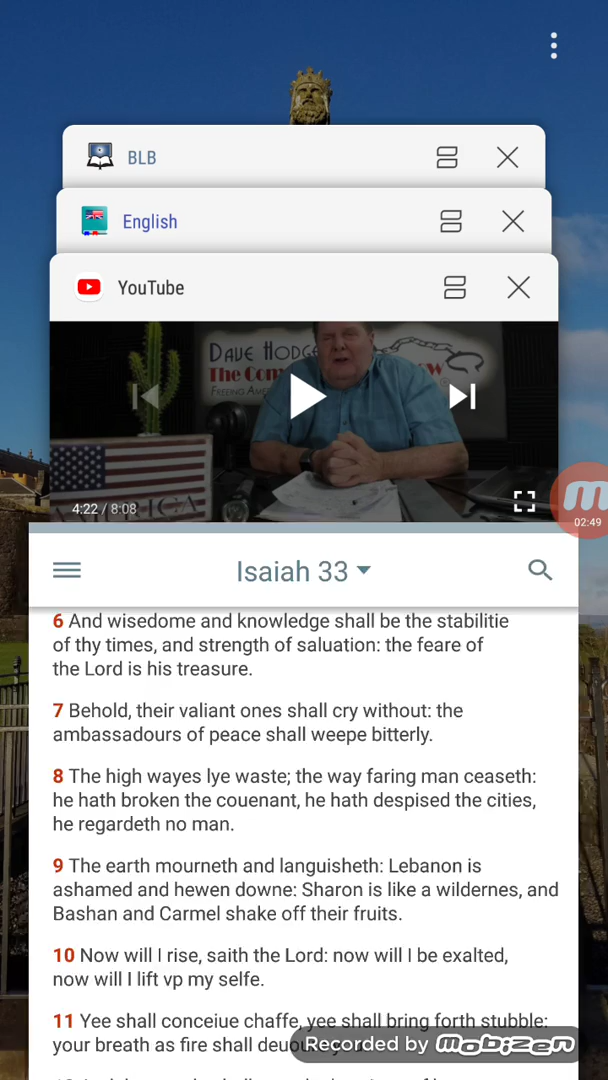 BLB
English
YouTube
DAVE HODG
The Com
OW
FREEING AME
AMERICA
4:22 / 8:08
02:49
Isaiah 33
6 And wisedome and knowledge shall be the stabilitie
of thy times, and strength of saluation: the feare of
the Lord is his treasure.
7 Behold, their valiant ones shall cry without: the
ambassadours of peace shall weepe bitterly.
8 The high wayes lye waste; the way faring man ceaseth:
he hath broken the couenant, he hath despised the cities,
he regardeth no man.
9 The earth mourneth and languisheth: Lebanon is
ashamed and hewen downe: Sharon is like a wildernes, and
Bashan and Carmel shake off their fruits.
10 Now will I rise, saith the Lord: now will I be exalted,
now will I lift vp my selfe.
11 Yee shall conceiue chaffe, yee shall bring forth stubble:
your breath as fire shall
Recorded by mobizen